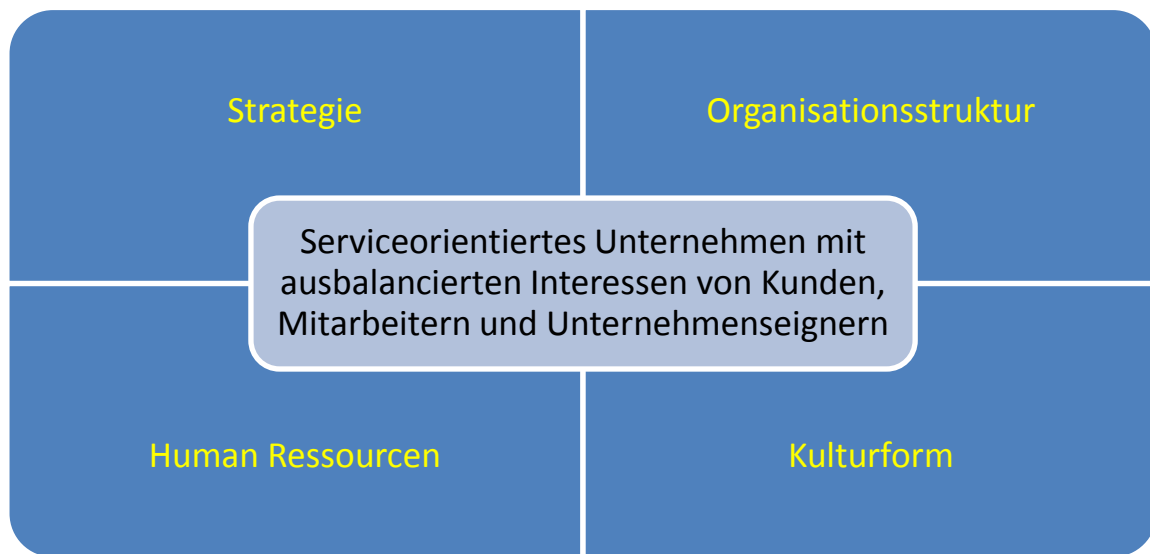 Strategie
Organisationsstruktur
Serviceorientiertes Unternehmen mit
ausbalancierten Interessen von Kunden,
Mitarbeitern und Unternehmenseignern
Human Ressourcen
Kulturform